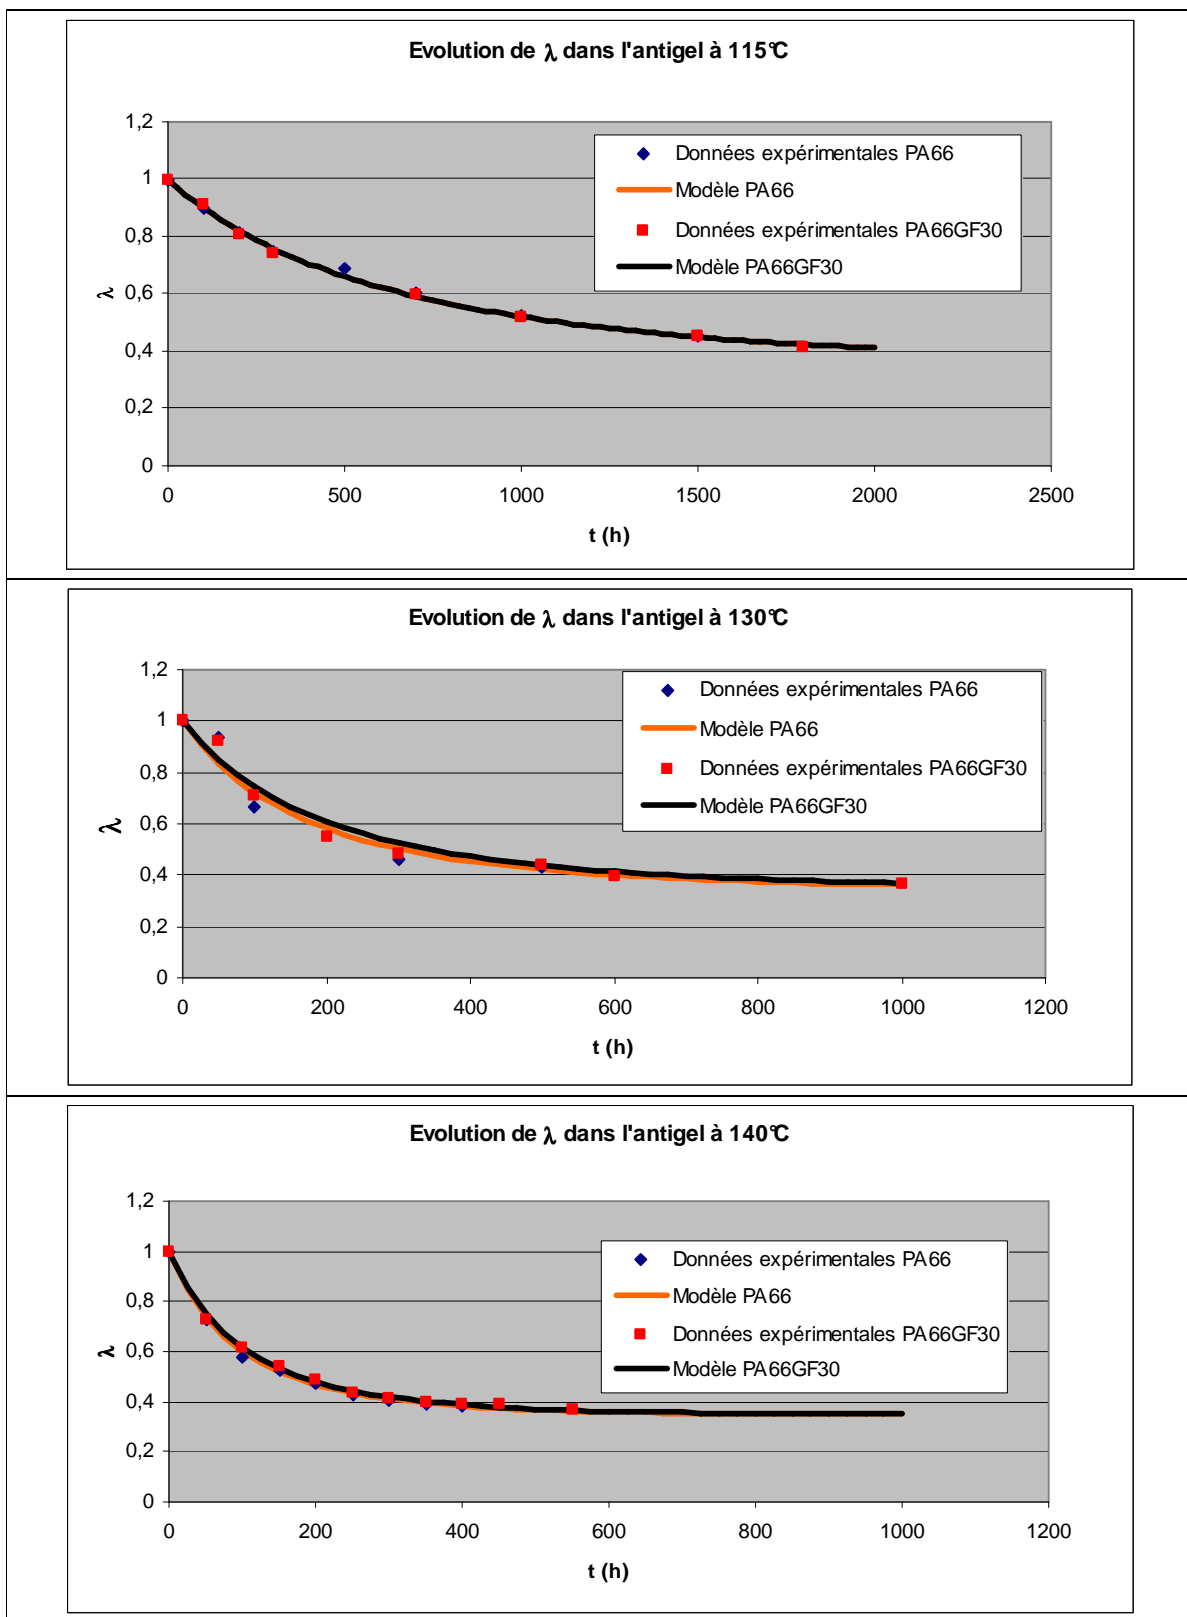 Evolution de λ dans l'antigel à 115°C
1,2
1
0,8
0,6
0,4
0,2
0
λ
Données expérimentales PA66
Modèle PA66
Données expérimentales PA66GF30
Modèle PA66GF30
0 500 1000 1500 2000 2500
t (h)
Evolution de λ dans l'antigel à 130°C
1,2
1
0,8
0,6
0,4
0,2
0
λ
Données expérimentales PA66
Modèle PA66
Données expérimentales PA66GF30
Modèle PA66GF30
0 200 400 600 800 1000 1200
t (h)
Evolution de λ dans l'antigel à 140°C
1,2
1
0,8
0,6
0,4
0,2
0
λ
Données expérimentales PA66
Modèle PA66
Données expérimentales PA66GF30
Modèle PA66GF30
0 200 400 600 800 1000 1200
t (h)